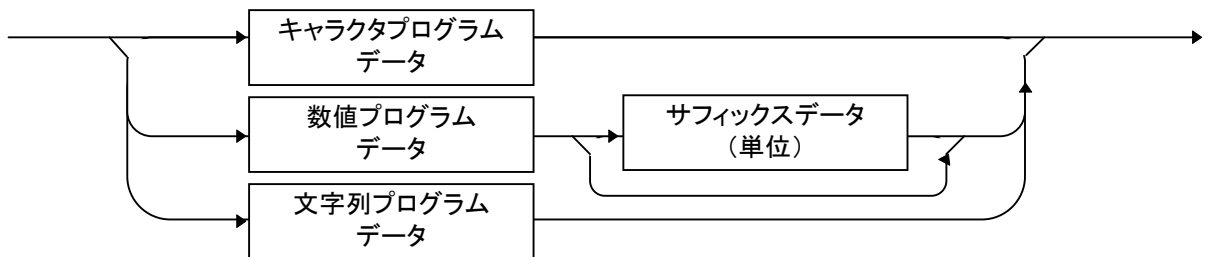 キャラクタプログラム
データ
数値プログラム
データ
サフィックスデータ
（単位）
文字列プログラム
データ